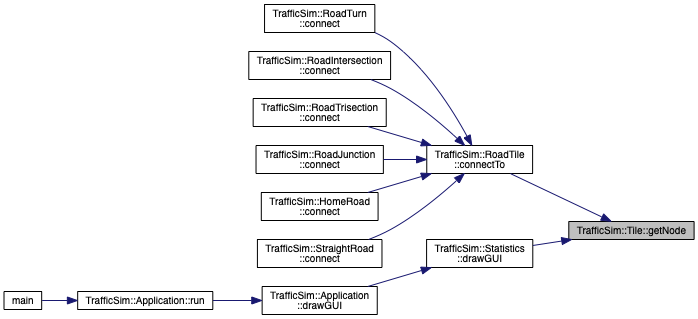 TrafficSim::RoadTurn
::connect
TrafficSim::RoadIntersection
::connect
TrafficSim::RoadTrisection
::connect
TrafficSim::RoadJunction
::connect
TrafficSim::RoadTile
::connectTo
TrafficSim::HomeRoad
::connect
TrafficSim::Tile::getNode
TrafficSim::StraightRoad
::connect
TrafficSim::Statistics
::drawGUI
main
TrafficSim::Application::run
TrafficSim::Application
::drawGUI